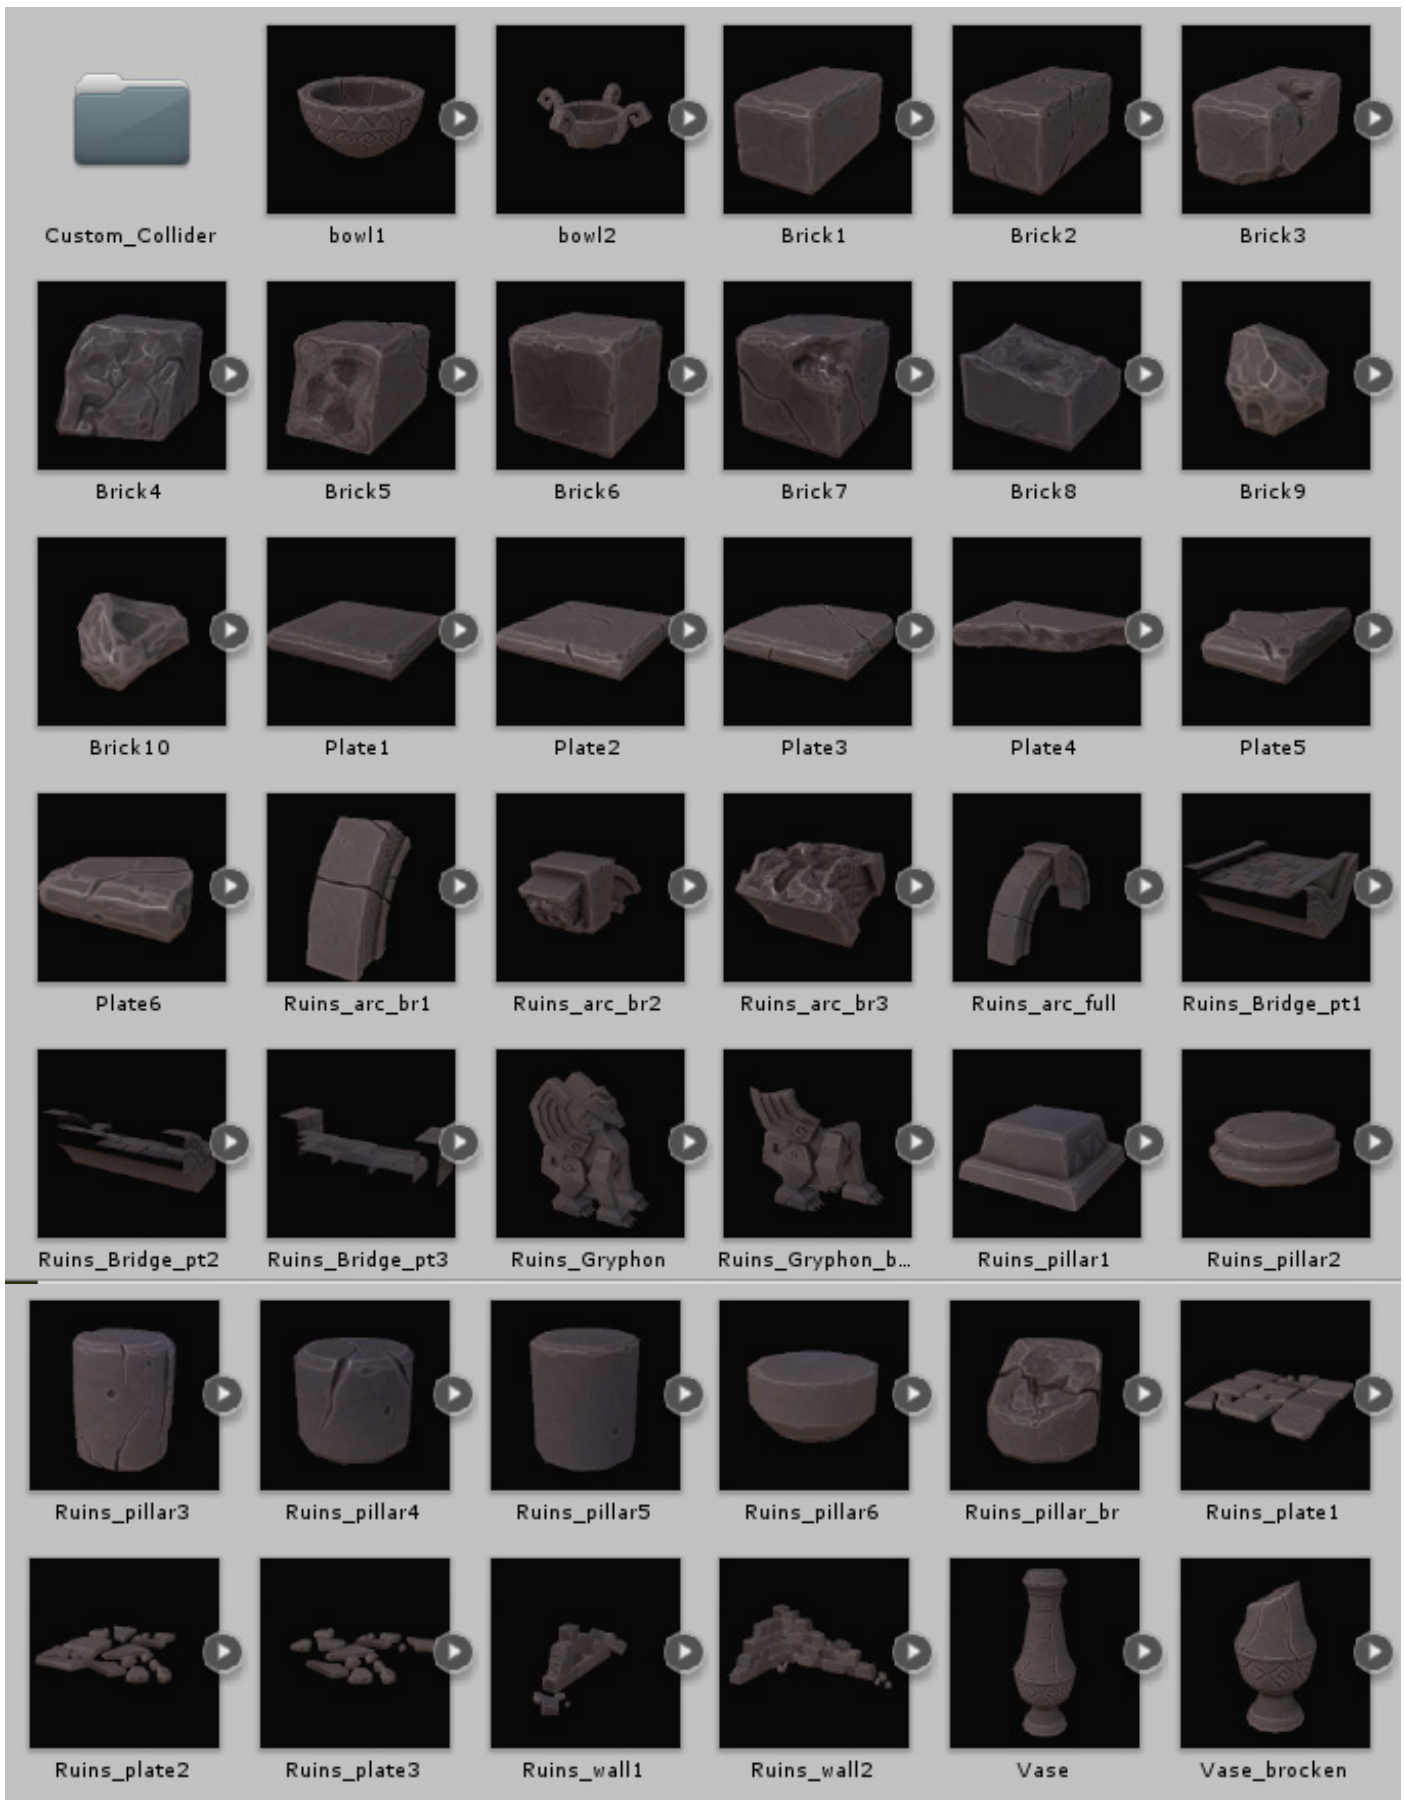 Custom_Collider
bowl1
bowl2
Brick1
Brick2
Brick3
Brick4
Brick5
Brick6
Brick7
Brick8
Brick9
Brick10
Plate1
Plate2
Plate3
Plate4
Plate5
Plate6
Ruins_arc_br1
Ruins_arc_br2
Ruins_arc_br3
Ruins_arc_full
Ruins_Bridge_pt1
Ruins_Bridge_pt2
Ruins_Bridge_pt3
Ruins_Gryphon
Ruins_Gryphon_b...
Ruins_pillar1
Ruins_pillar2
Ruins_pillar3
Ruins_pillar4
Ruins_pillar5
Ruins_pillar6
Ruins_pillar_br
Ruins_plate1
Ruins_plate2
Ruins_plate3
Ruins_wall1
Ruins_wall2
Vase
Vase_brocken